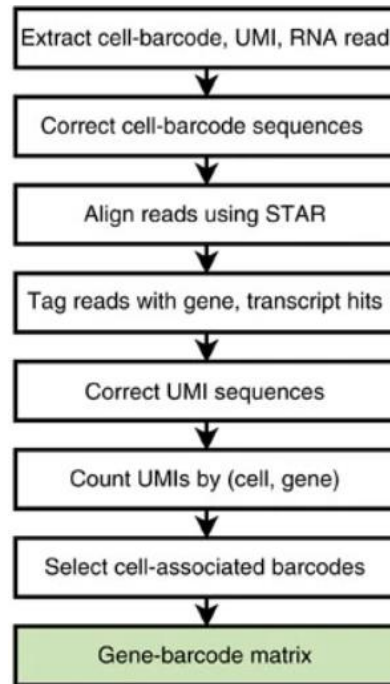 Extract cell-barcode, UMI, RNA read
Correct cell-barcode sequences
Align reads using STAR
Tag reads with gene, transcript hits
Correct UMI sequences
Count UMIs by (cell, gene)
Select cell-associated barcodes
Gene-barcode matrix